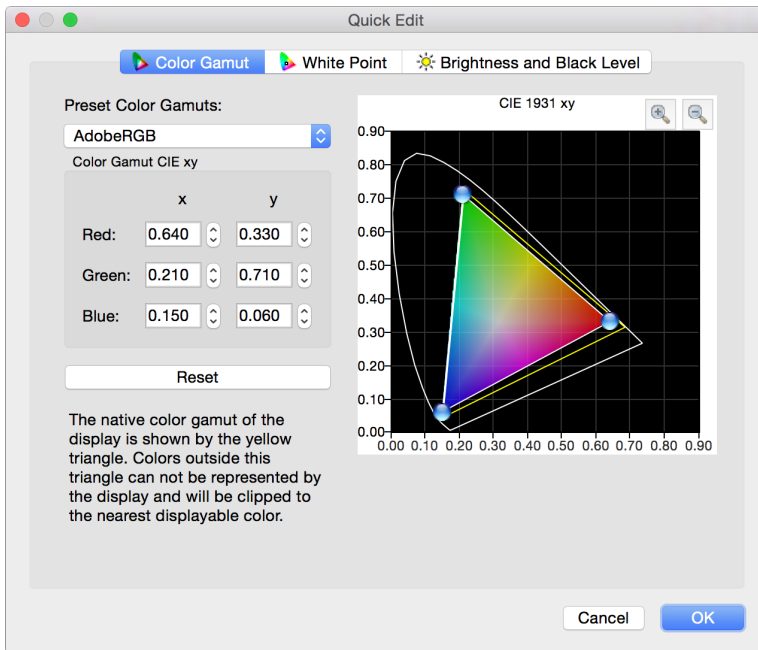 Quick Edit
Color Gamut
White Point
Brightness and Black Level
Preset Color Gamuts:
AdobeRGB
Color Gamut CIE xy
x y
Red: 0.640 0.330
Green: 0.210 0.710
Blue: 0.150 0.060
Reset
The native color gamut of the
display is shown by the yellow
triangle. Colors outside this
triangle can not be represented by
the display and will be clipped to
the nearest displayable color.
CIE 1931 xy
0.90
0.80
0.70
0.60
0.50
0.40
0.30
0.20
0.10
0.00
0.00 0.10 0.20 0.30 0.40 0.50 0.60 0.70 0.80 0.90
Cancel
OK